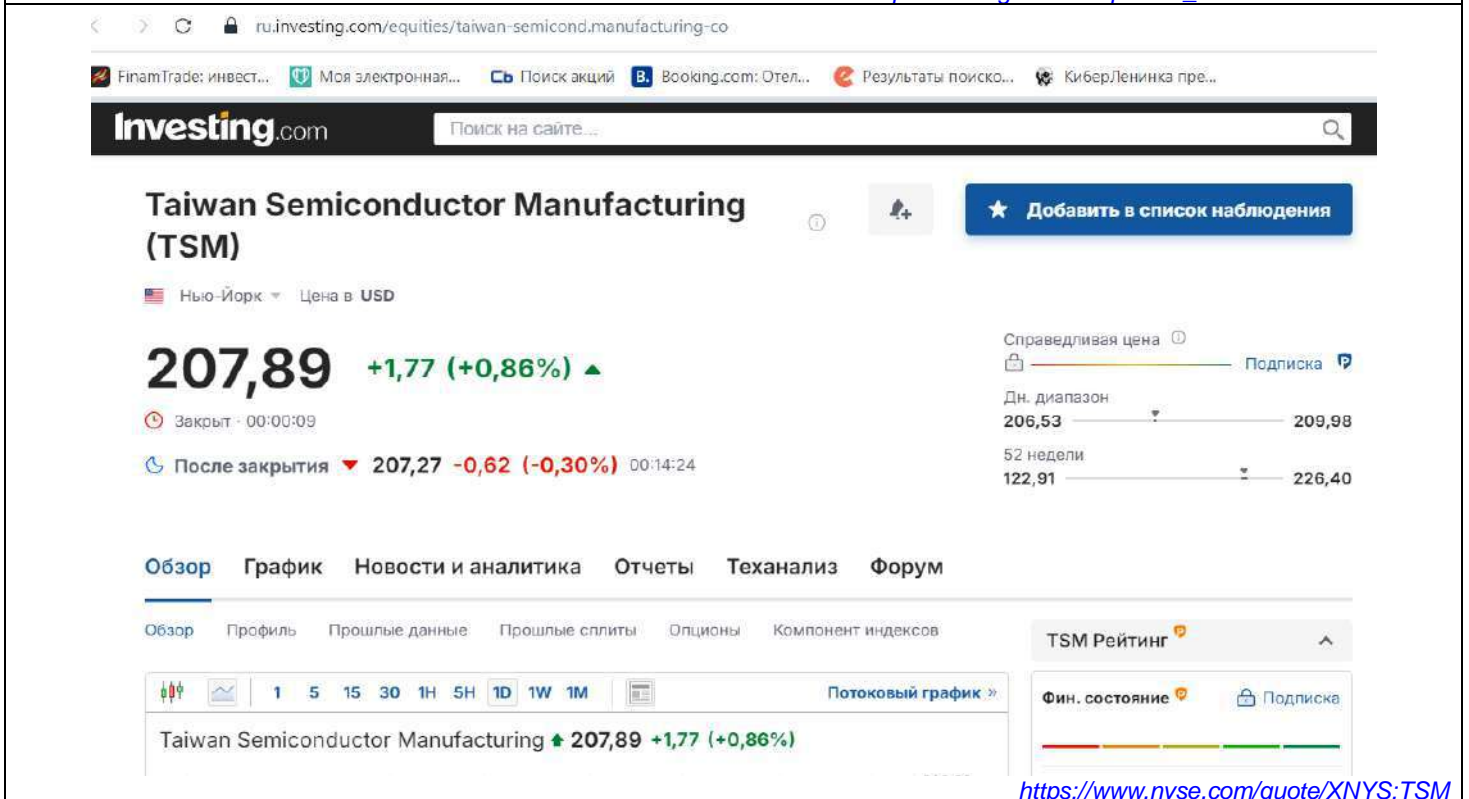 ru.investing.com/equities/taiwan-semicond.manufacturing-co
FinamTrade: инвест... Моя электронная... Поиск акций B. Booking.com: Отел... Результаты поиско... КиберЛенинка пре...
Investing.com Поиск на сайте...
Taiwan Semiconductor Manufacturing
(TSM)
Добавить в список наблюдения
Нью-Йорк Цена в USD
207,89 +1,77 (+0,86%)
Закрыт · 00:00:09
После закрытия 207,27 -0,62 (-0,30%) 00:14:24
Справедливая цена
Подписка
Дн. диапазон
206,53 209,98
52 недели
122,91 226,40
Обзор График Новости и аналитика Отчеты Теханализ Форум
Обзор Профиль Прошлые данные Прошлые сплиты Опционы Компонент индексов
TSM Рейтинг
1 5 15 30 1H 5H 1D 1W 1M Потоковый график »
Фин. состояние Подписка
Taiwan Semiconductor Manufacturing 207,89 +1,77 (+0,86%)
https://www.nyse.com/quote/XNYS:TSM